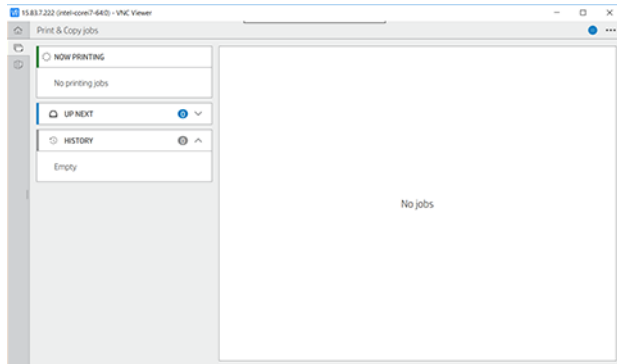 15.83.7.222 (intel-corei7-64:0) - VNC Viewer
Print & Copy jobs
NOW PRINTING
No printing jobs
UP NEXT 0
HISTORY 0
Empty
No jobs